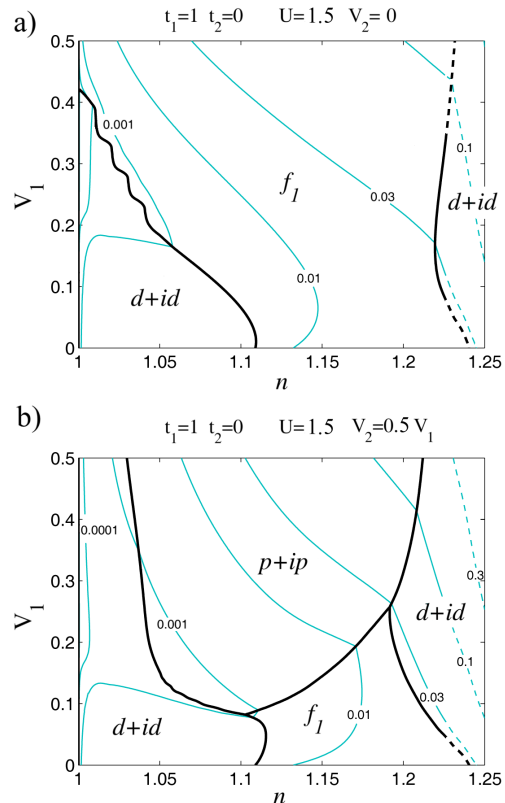 a)
t₁=1 t₂=0 U=1.5 V₂=0
0.5
0.4
0.3
0.2
0.1
0
V₁
0.001
f₁
0.03
0.01
0.1
d+id
d+id
1 1.05 1.1 1.15 1.2 1.25
n
b)
t₁=1 t₂=0 U=1.5 V₂=0.5 V₁
0.5
0.4
0.3
0.2
0.1
0
V₁
0.0001
0.001
p+ip
0.3
d+id
0.1
0.03
0.01
f₁
d+id
1 1.05 1.1 1.15 1.2 1.25
n